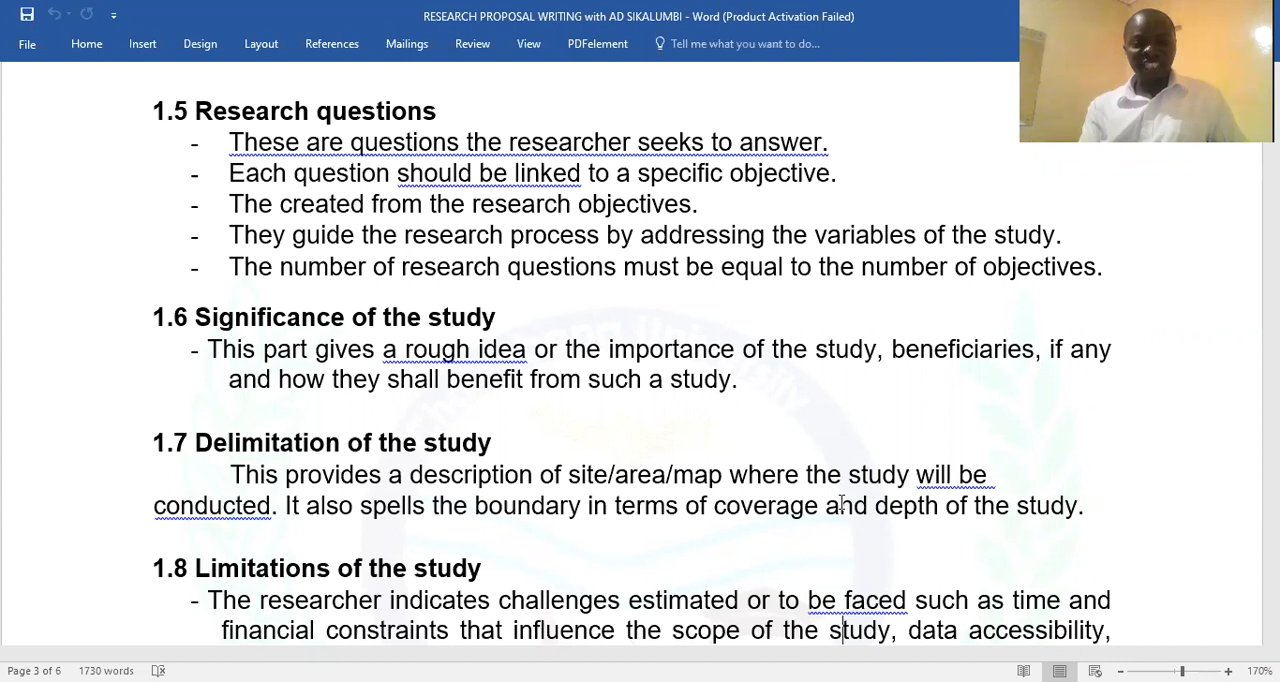 RESEARCH PROPOSAL WRITING with AD SIKALUMBI - Word (Product Activation Failed)
File Home Insert Design Layout References Mailings Review View PDFelement Tell me what you want to do...
1.5 Research questions
- These are questions the researcher seeks to answer.
- Each question should be linked to a specific objective.
- The created from the research objectives.
- They guide the research process by addressing the variables of the study.
- The number of research questions must be equal to the number of objectives.
1.6 Significance of the study
- This part gives a rough idea or the importance of the study, beneficiaries, if any
and how they shall benefit from such a study.
1.7 Delimitation of the study
This provides a description of site/area/map where the study will be
conducted. It also spells the boundary in terms of coverage and depth of the study.
1.8 Limitations of the study
- The researcher indicates challenges estimated or to be faced such as time and
financial constraints that influence the scope of the study, data accessibility,
Page 3 of 6 1730 words 170%